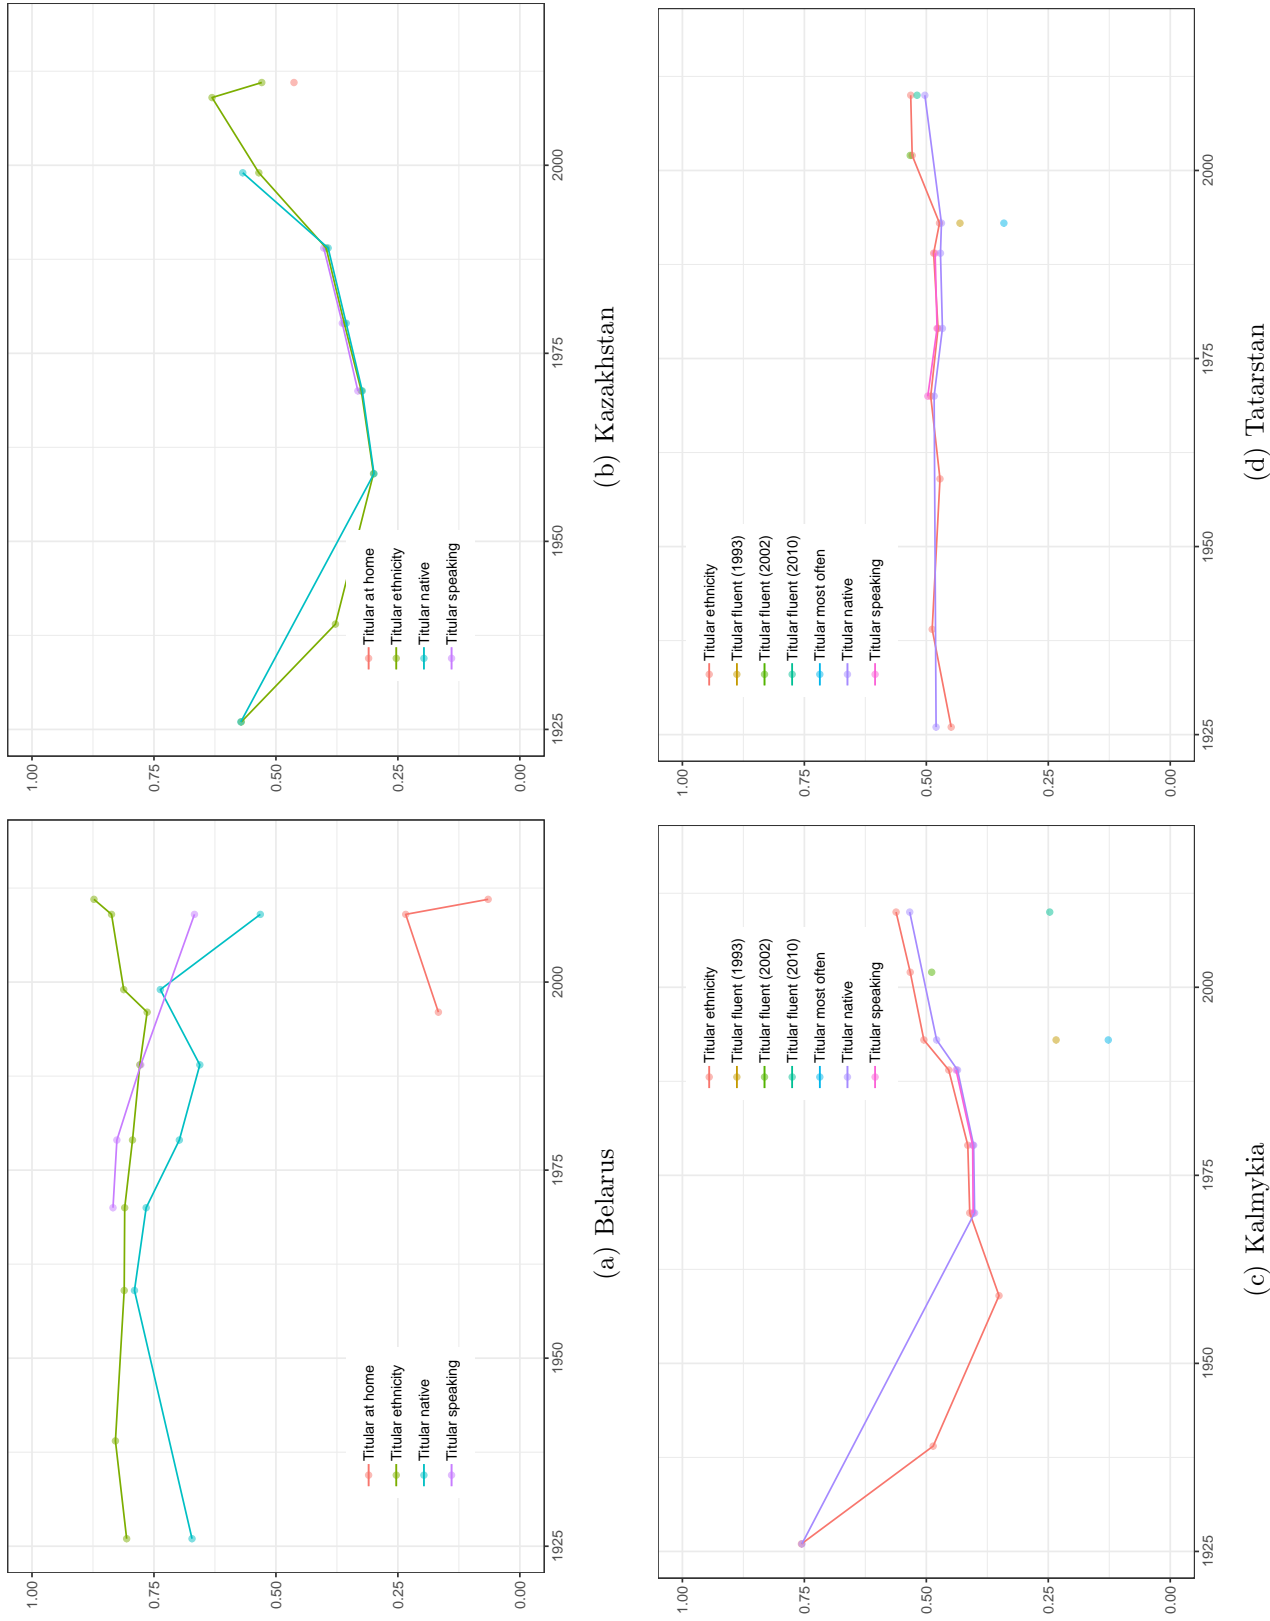 1.00
0.75
0.50
0.25
0.00
1925
1950
1975
2000
Titular at home
Titular ethnicity
Titular native
Titular speaking
(a) Belarus
1.00
0.75
0.50
0.25
0.00
1925
1950
1975
2000
Titular at home
Titular ethnicity
Titular native
Titular speaking
(b) Kazakhstan
1.00
0.75
0.50
0.25
0.00
1925
1950
1975
2000
Titular ethnicity
Titular fluent (1993)
Titular fluent (2002)
Titular fluent (2010)
Titular most often
Titular native
Titular speaking
(c) Kalmykia
1.00
0.75
0.50
0.25
0.00
1925
1950
1975
2000
Titular ethnicity
Titular fluent (1993)
Titular fluent (2002)
Titular fluent (2010)
Titular most often
Titular native
Titular speaking
(d) Tatarstan